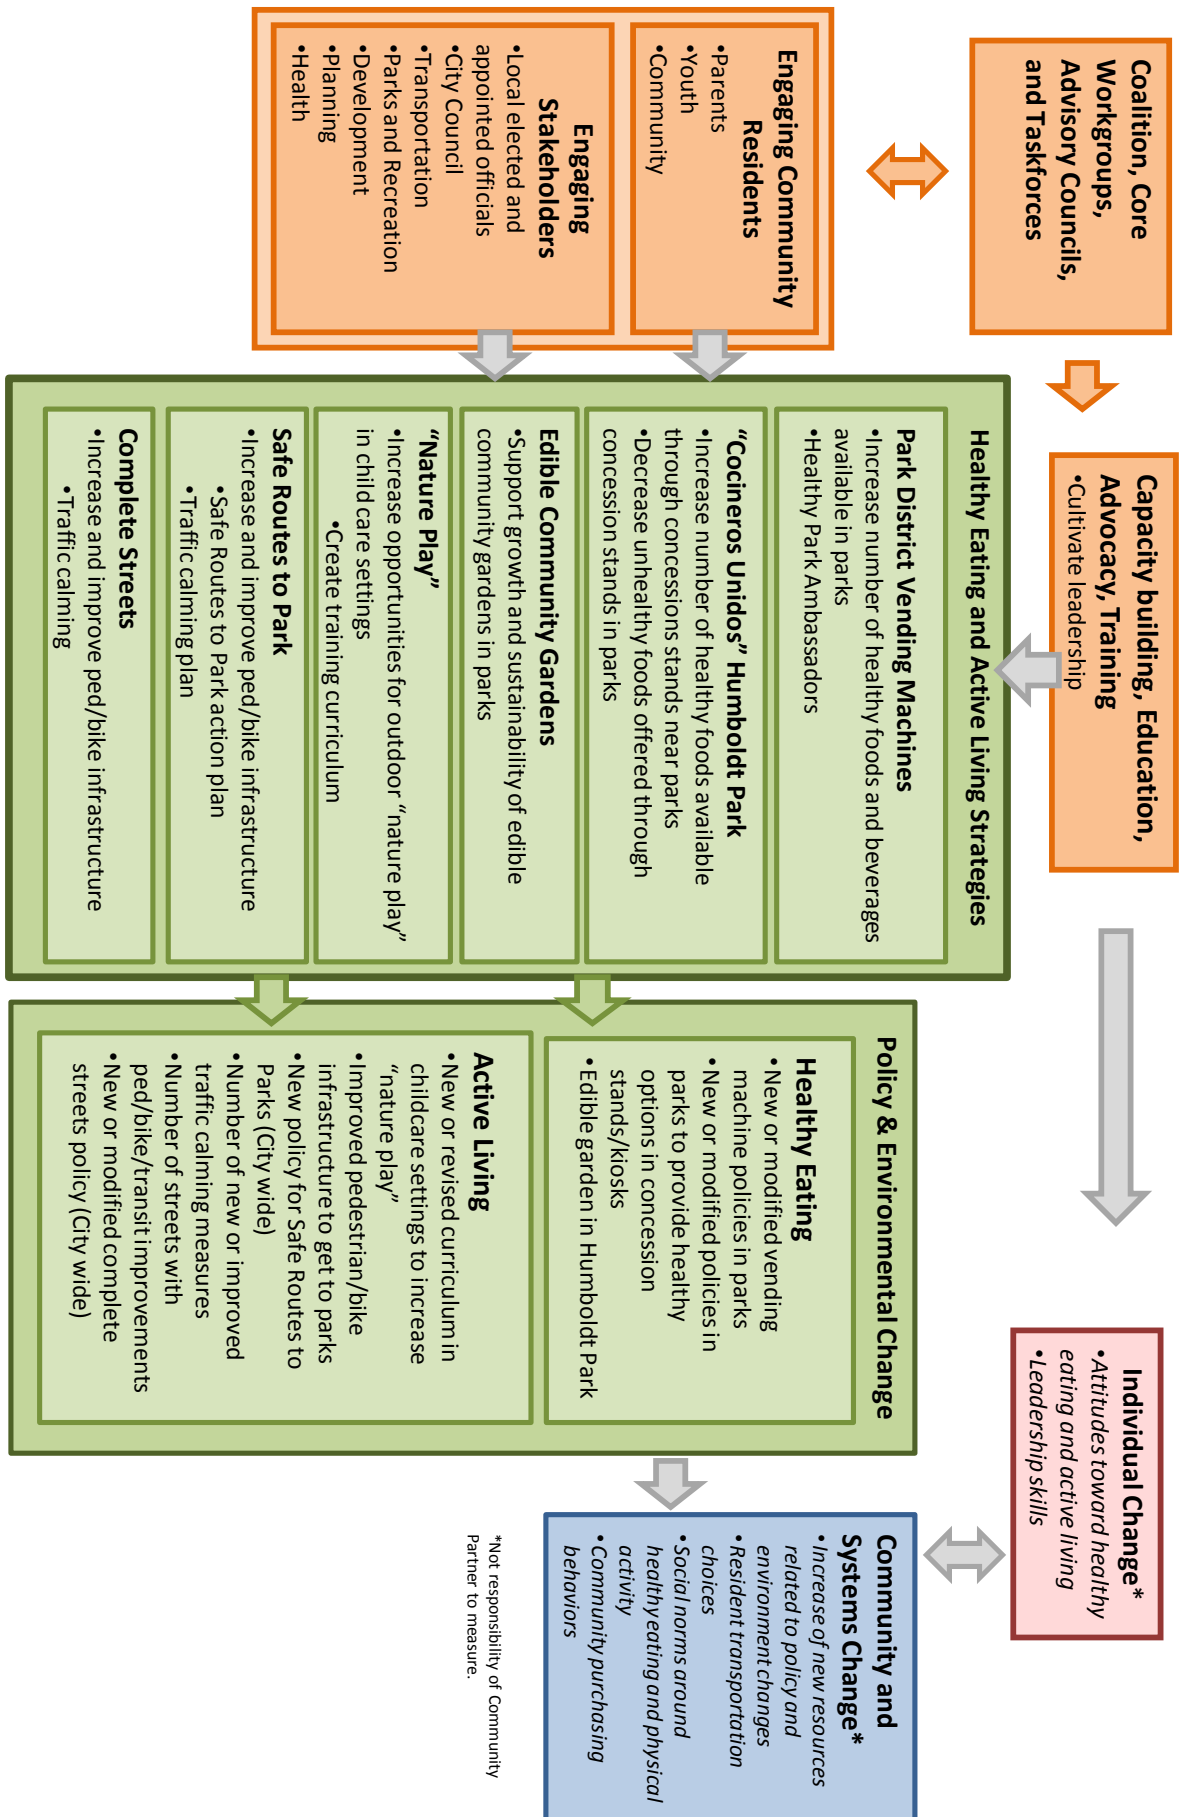 Coalition, Core
Workgroups,
Advisory Councils,
and Taskforces
Engaging Community
Residents
•Parents
•Youth
•Community
Engaging
Stakeholders
•Local elected and
appointed officials
•City Council
•Transportation
•Parks and Recreation
•Development
•Planning
•Health
Capacity building, Education,
Advocacy, Training
•Cultivate leadership
Healthy Eating and Active Living Strategies
Park District Vending Machines
•Increase number of healthy foods and beverages
available in parks
•Healthy Park Ambassadors
“Cocineros Unidos” Humboldt Park
•Increase number of healthy foods available
through concessions stands near parks
•Decrease unhealthy foods offered through
concession stands in parks
Edible Community Gardens
•Support growth and sustainability of edible
community gardens in parks
“Nature Play”
•Increase opportunities for outdoor “nature play”
in child care settings
•Create training curriculum
Safe Routes to Park
•Increase and improve ped/bike infrastructure
•Safe Routes to Park action plan
•Traffic calming plan
Complete Streets
•Increase and improve ped/bike infrastructure
•Traffic calming
Policy & Environmental Change
Healthy Eating
•New or modified vending
machine policies in parks
•New or modified policies in
parks to provide healthy
options in concession
stands/kiosks
•Edible garden in Humboldt Park
Active Living
•New or revised curriculum in
childcare settings to increase
“nature play”
•Improved pedestrian/bike
infrastructure to get to parks
•New policy for Safe Routes to
Parks (City wide)
•Number of new or improved
traffic calming measures
•Number of streets with
ped/bike/transit improvements
•New or modified complete
streets policy (City wide)
Individual Change*
•Attitudes toward healthy
eating and active living
•Leadership skills
Community and
Systems Change*
•Increase of new resources
related to policy and
environment changes
•Resident transportation
choices
•Social norms around
healthy eating and physical
activity
•Community purchasing
behaviors
*Not responsibility of Community
Partner to measure.